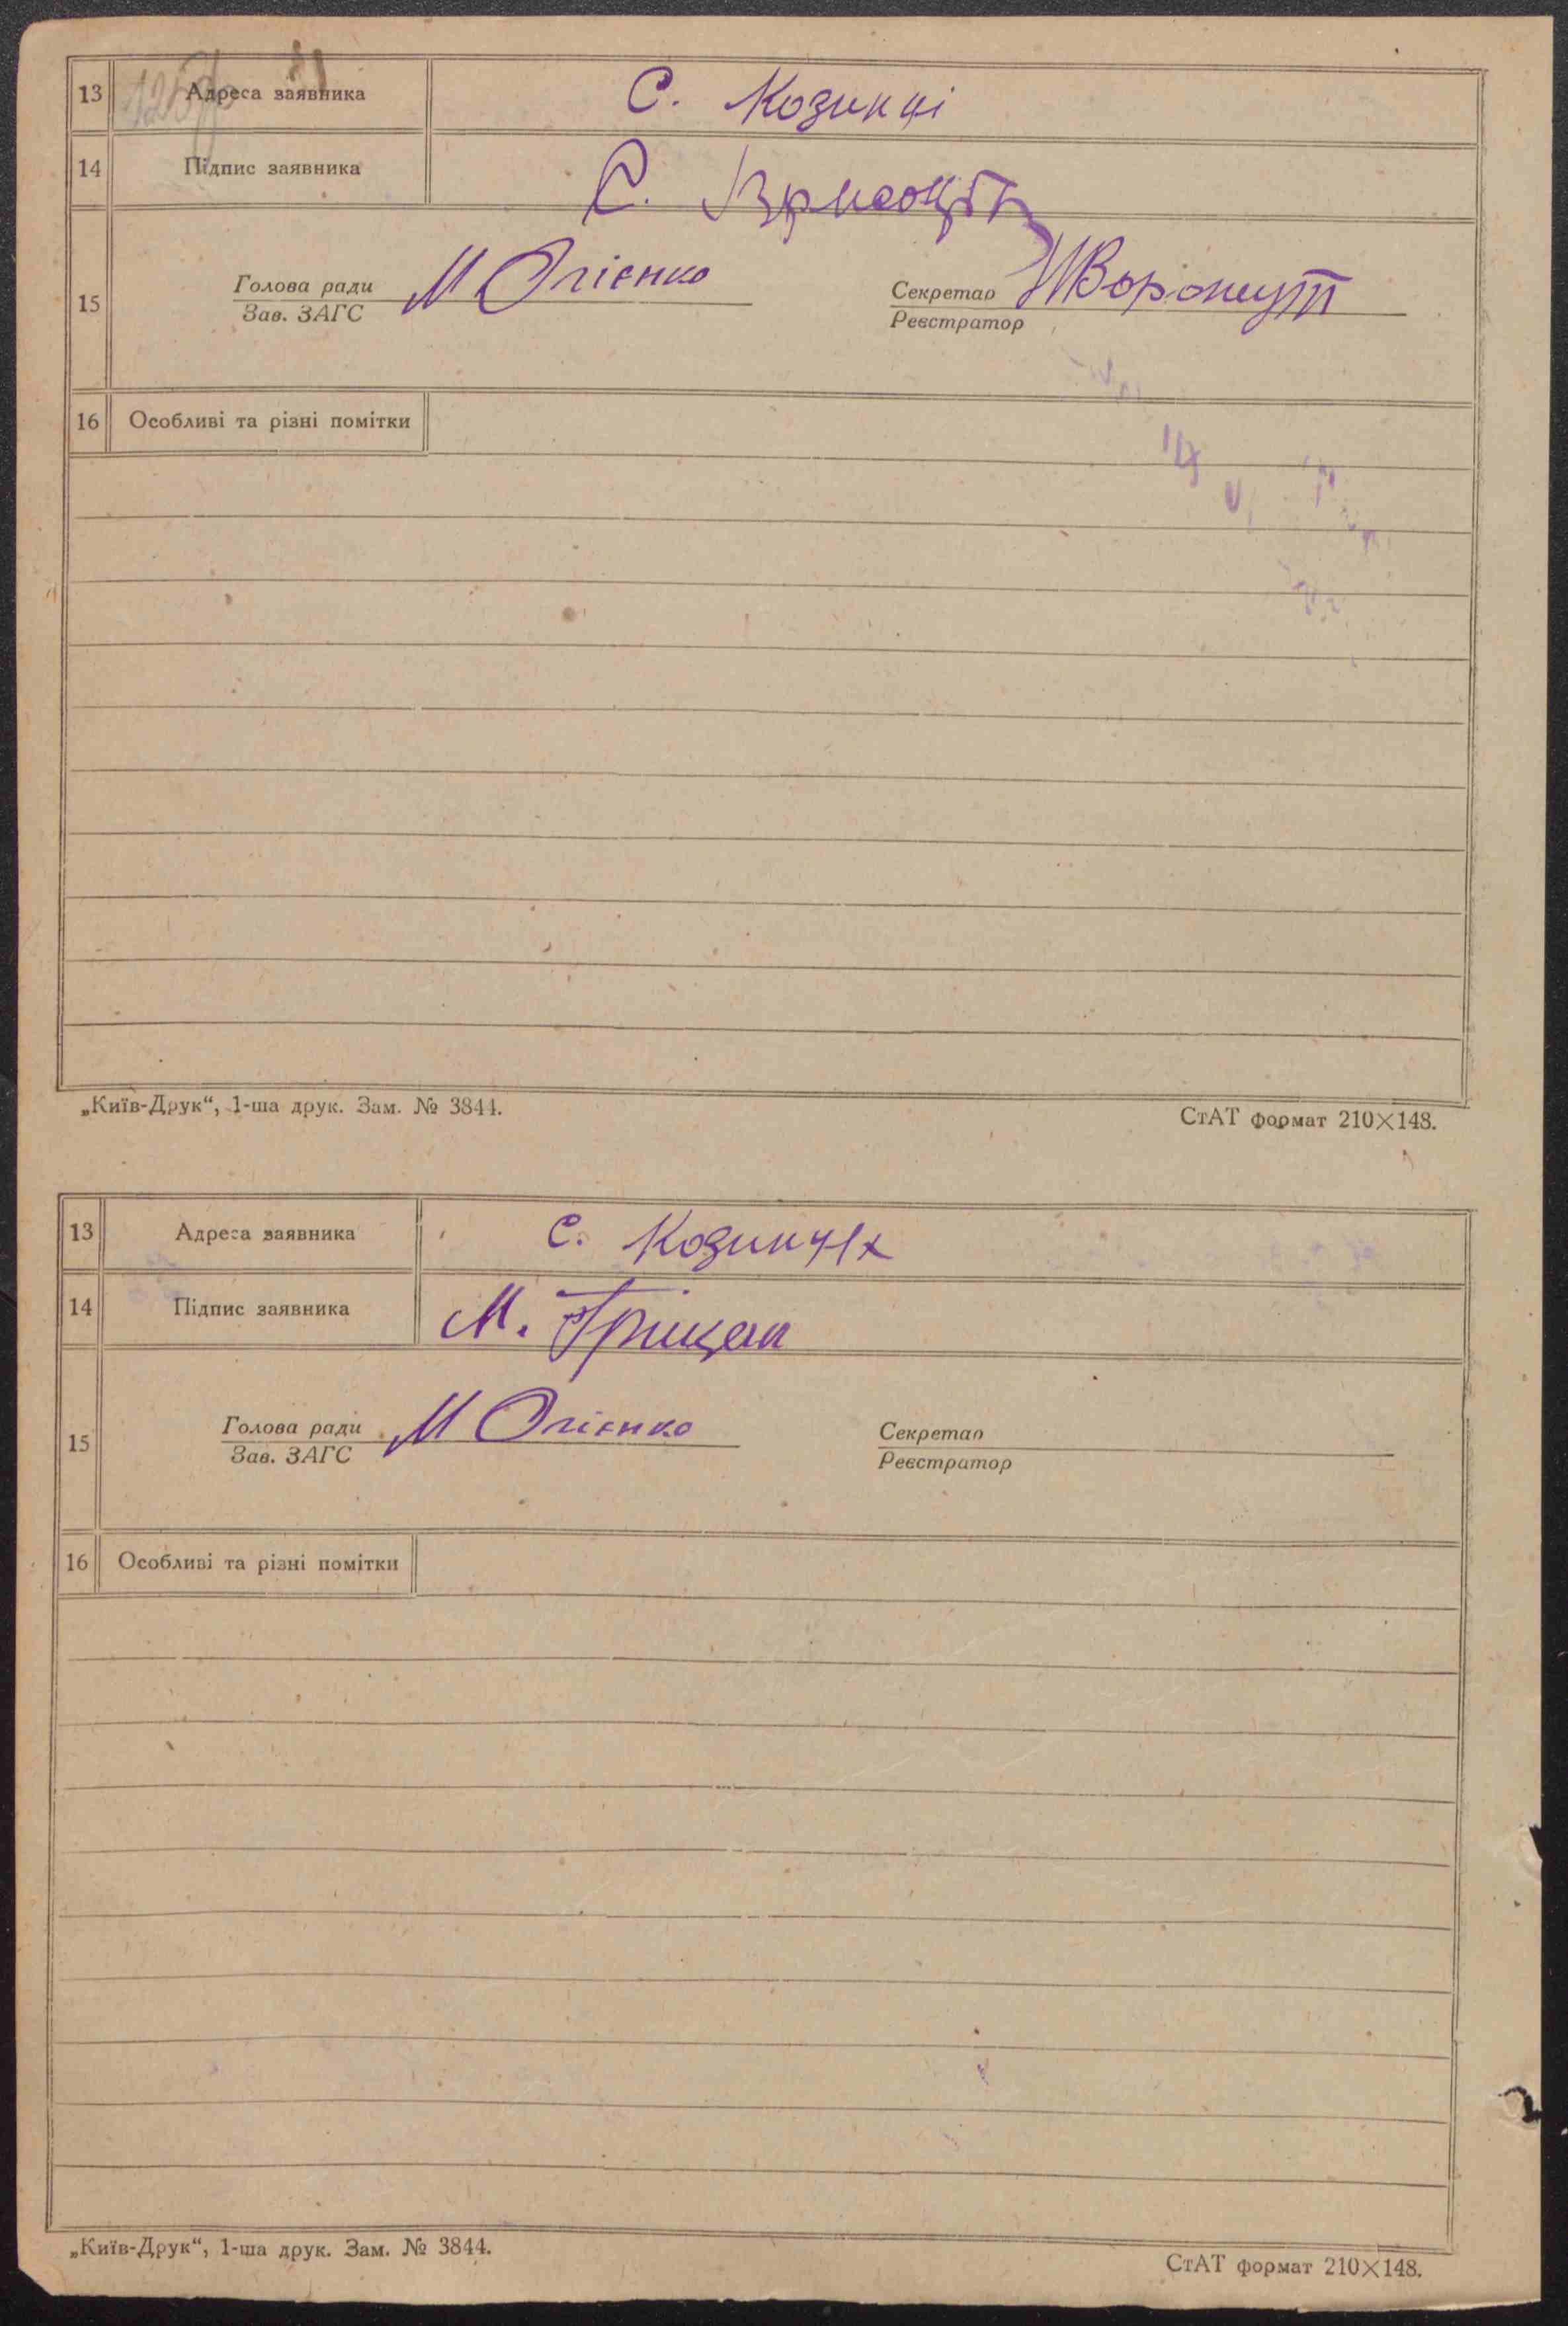 13 Адреса заявника С. Козинці
14 Підпис заявника С.
Голова ради М Олієнко Секретар
15 Зав. ЗАГС Реєстратор
16 Особливі та різні помітки
„Київ-Друк“, 1-ша друк. Зам. № 3844. СтАТ формат 210×148.
13 Адреса заявника С. Козинцях
14 Підпис заявника М. Гріцан
Голова ради М Олієнко Секретар
15 Зав. ЗАГС Реєстратор
16 Особливі та різні помітки
„Київ-Друк“, 1-ша друк. Зам. № 3844. СтАТ формат 210×148.